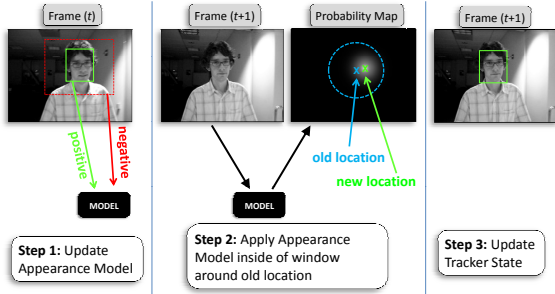 Frame (t)
positive
negative
MODEL
Step 1: Update
Appearance Model
Frame (t+1)
Probability Map
old location
new location
MODEL
Step 2: Apply Appearance
Model inside of window
around old location
Frame (t+1)
Step 3: Update
Tracker State